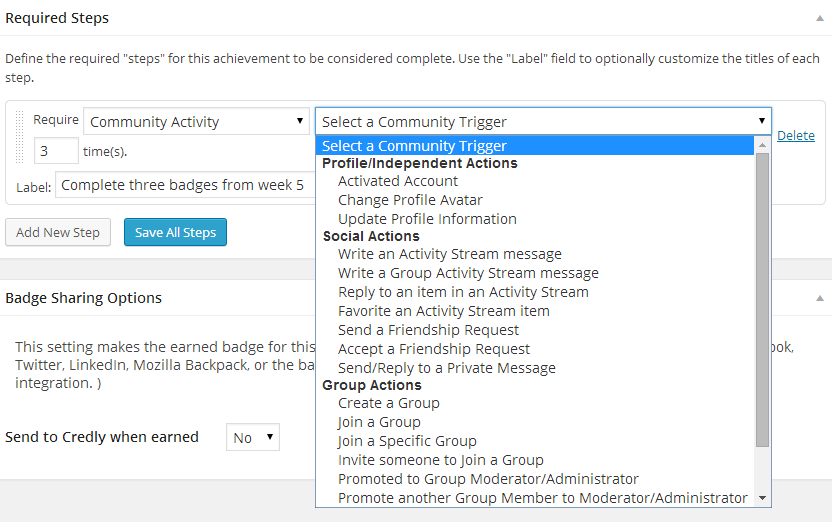 Required Steps
Define the required "steps" for this achievement to be considered complete. Use the "Label" field to optionally customize the titles of each
step.
Require Community Activity Select a Community Trigger
3 time(s).
Delete
Label: Complete three badges from week 5
Add New Step Save All Steps
Select a Community Trigger
Profile/Independent Actions
Activated Account
Change Profile Avatar
Update Profile Information
Social Actions
Write an Activity Stream message
Write a Group Activity Stream message
Reply to an item in an Activity Stream
Favorite an Activity Stream item
Send a Friendship Request
Accept a Friendship Request
Send/Reply to a Private Message
Group Actions
Create a Group
Join a Group
Join a Specific Group
Invite someone to Join a Group
Promoted to Group Moderator/Administrator
Promote another Group Member to Moderator/Administrator
Badge Sharing Options
This setting makes the earned badge for this ook,
Twitter, LinkedIn, Mozilla Backpack, or the ba
integration. )
Send to Credly when earned No